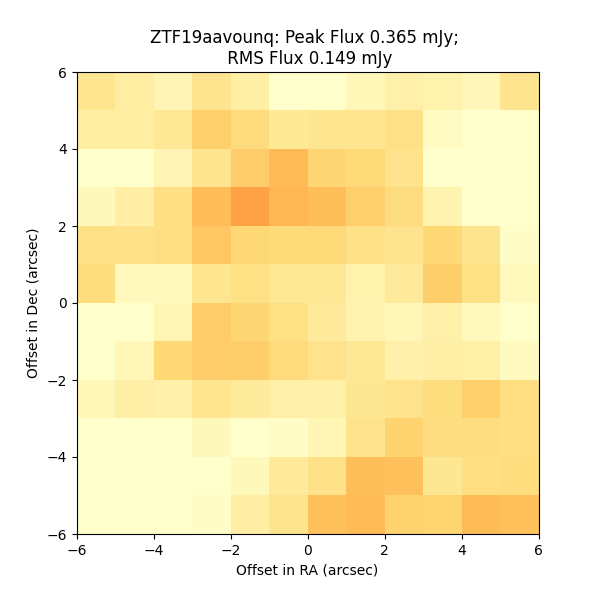 ZTF19aavounq: Peak Flux 0.365 mJy;
RMS Flux 0.149 mJy
6
4
2
0
−2
−4
−6
Offset in Dec (arcsec)
−6 −4 −2 0 2 4 6
Offset in RA (arcsec)